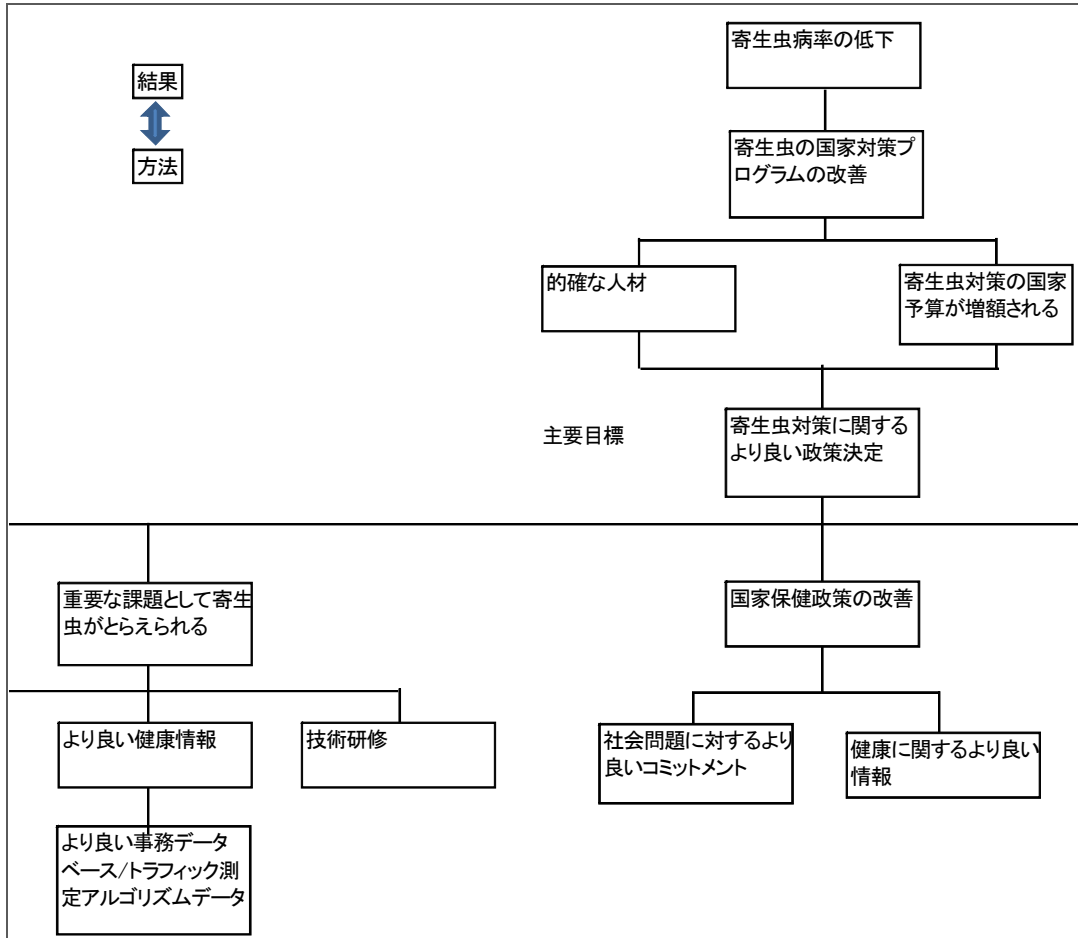 寄生虫病率の低下
結果
方法
寄生虫の国家対策プ
ログラムの改善
的確な人材
寄生虫対策の国家
予算が増額される
主要目標
寄生虫対策に関する
より良い政策決定
重要な課題として寄生
虫がとらえられる
国家保健政策の改善
より良い健康情報
技術研修
社会問題に対するより
良いコミットメント
健康に関するより良い
情報
より良い事務データ
ベース/トラフィック測
定アルゴリズムデータ